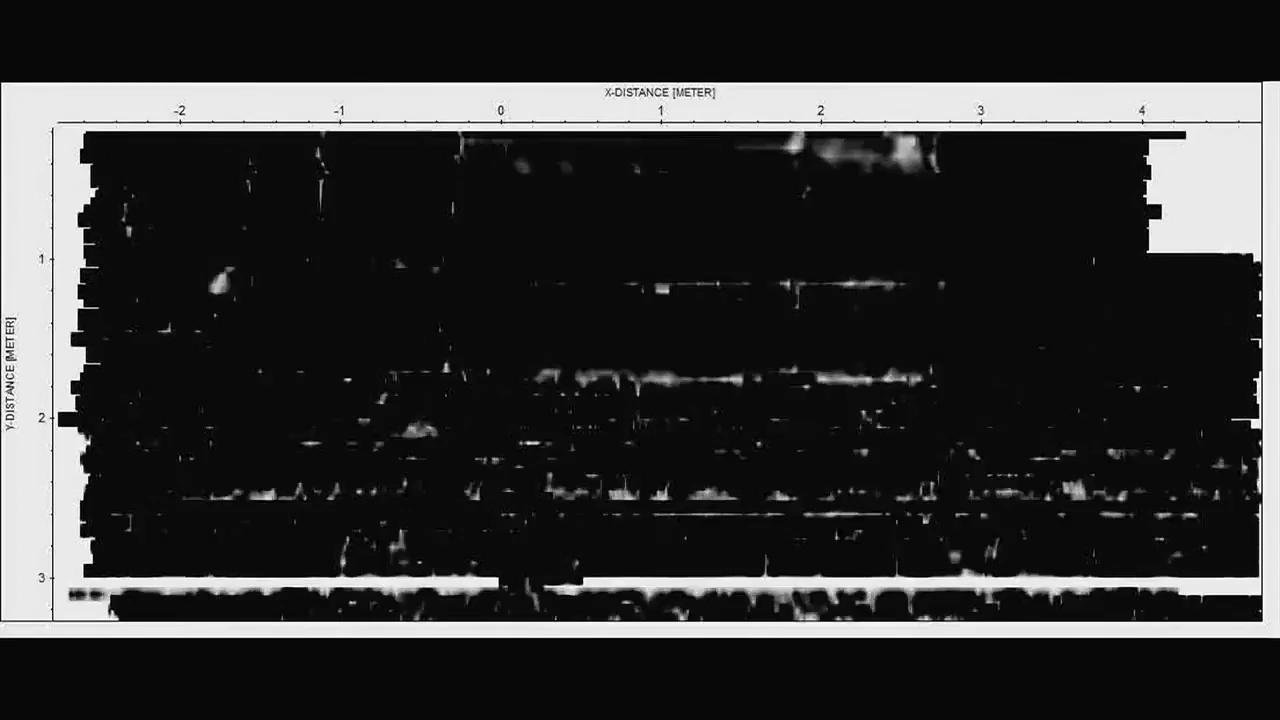 X-DISTANCE [METER]
-2 -1 0 1 2 3 4
Y-DISTANCE [METER]
1
2
3